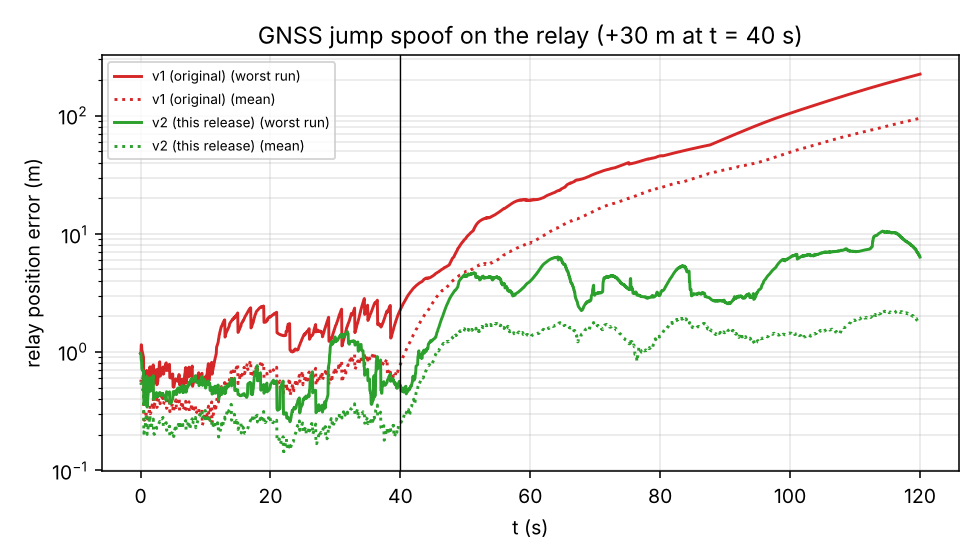 GNSS jump spoof on the relay (+30 m at t = 40 s)
v1 (original) (worst run)
v1 (original) (mean)
v2 (this release) (worst run)
v2 (this release) (mean)
relay position error (m)
10²
10¹
10⁰
10⁻¹
0 20 40 60 80 100 120
t (s)